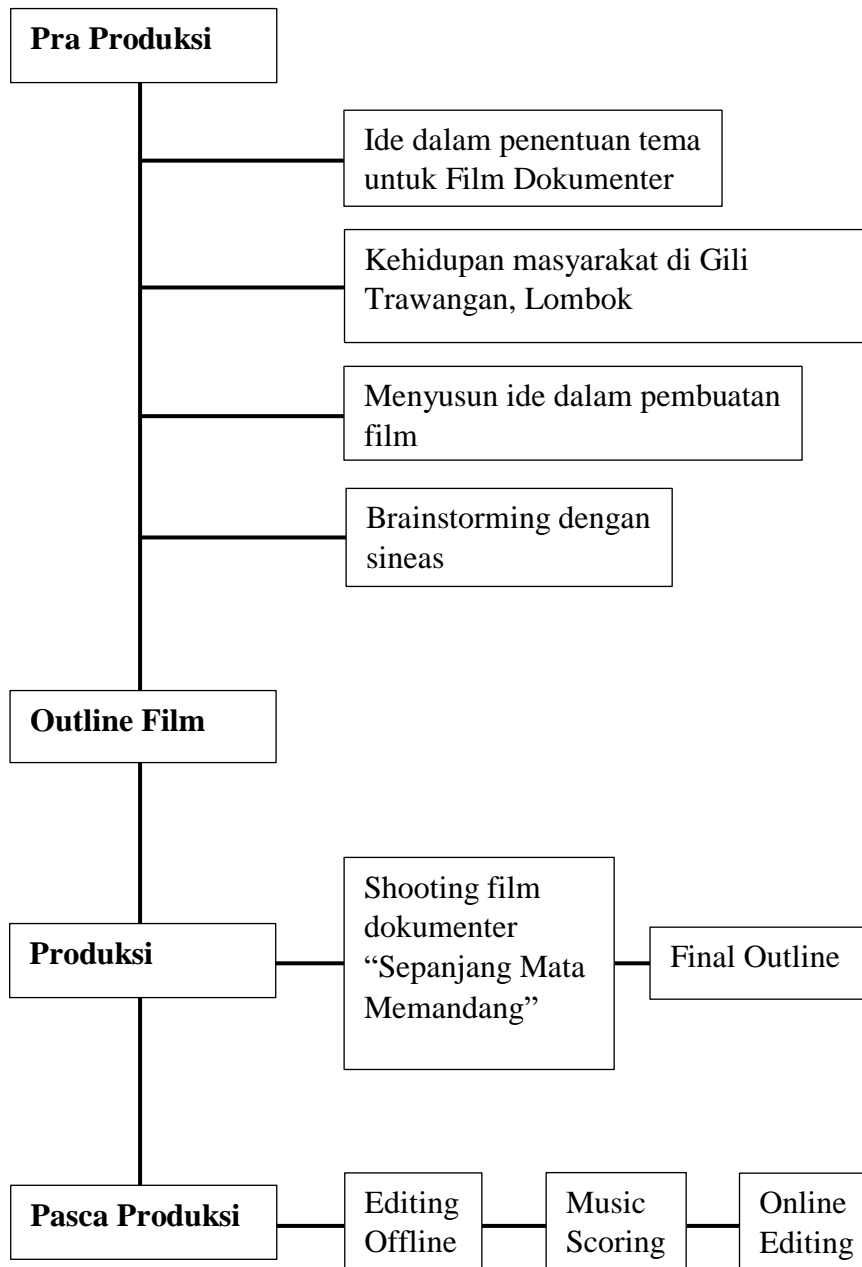 Pra Produksi
Ide dalam penentuan tema
untuk Film Dokumenter
Kehidupan masyarakat di Gili
Trawangan, Lombok
Menyusun ide dalam pembuatan
film
Brainstorming dengan
sineas
Outline Film
Produksi
Shooting film
dokumenter
“Sepanjang Mata
Memandang”
Final Outline
Pasca Produksi
Editing
Offline
Music
Scoring
Online
Editing